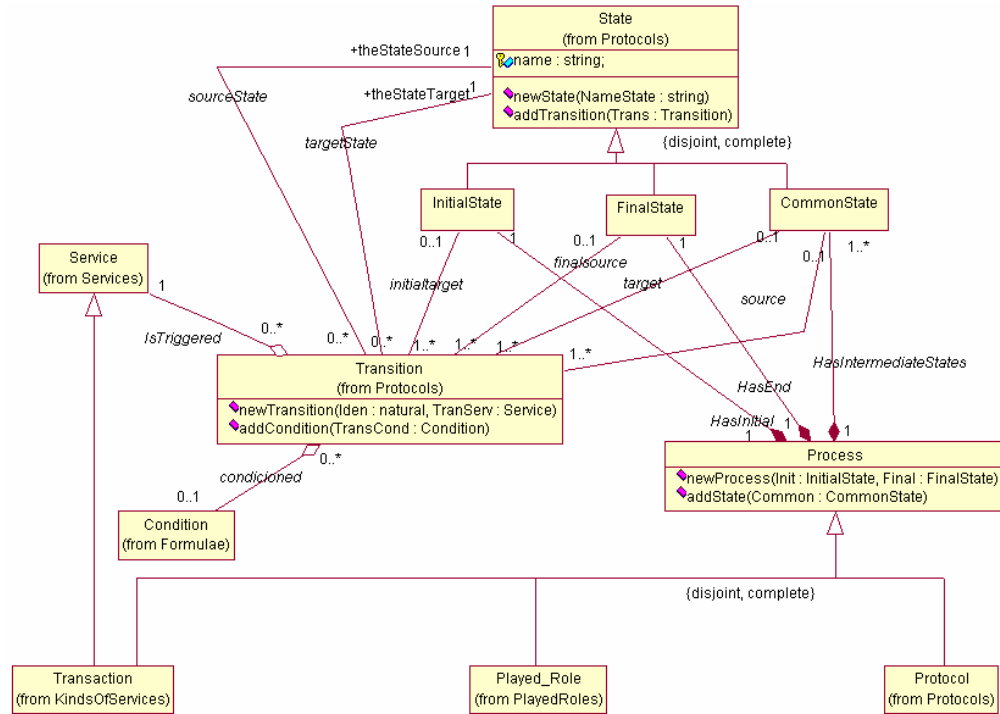 State
(from Protocols)
name : string;
newState(NameState : string)
addTransition(Trans : Transition)
+theStateSource 1
sourceState
+theStateTarget 1
targetState
{disjoint, complete}
InitialState
FinalState
CommonState
0..1
1
0..1
1
0..1
0..1
1..*
Service
(from Services)
1
IsTriggered
0..*
initialtarget
finalsource
target
source
HasIntermediateStates
HasEnd
HasInitial
0..*
0..*
1..*
1..*
1..*
1..*
Transition
(from Protocols)
newTransition(Iden : natural, TranServ : Service)
addCondition(TransCond : Condition)
0..*
condicioned
0..1
Condition
(from Formulae)
1
1
1
Process
newProcess(Init : InitialState, Final : FinalState)
addState(Common : CommonState)
{disjoint, complete}
Transaction
(from KindsOfServices)
Played_Role
(from PlayedRoles)
Protocol
(from Protocols)